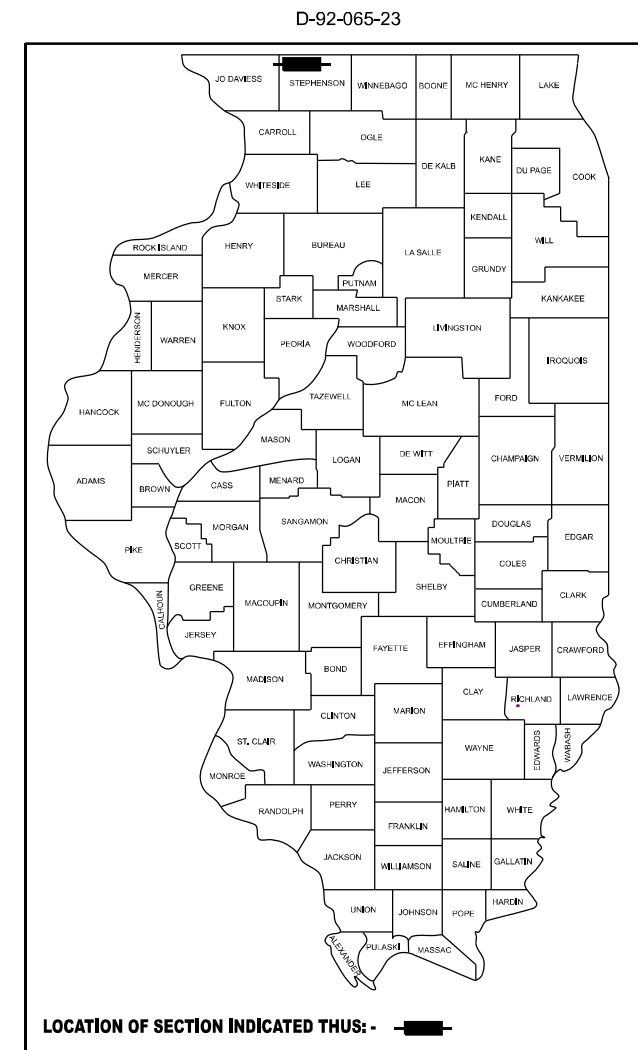 D-92-065-23
JO DAVIESS
STEPHENSON
WINNEBAGO
BOONE
MC HENRY
LAKE
CARROLL
OGLE
DE KALB
KANE
DU PAGE
COOK
WHITESIDE
LEE
KENDALL
ROCK ISLAND
HENRY
BUREAU
LA SALLE
WILL
GRUNDY
MERCER
PUTNAM
STARK
MARSHALL
KANKAKEE
HENDERSON
WARREN
KNOX
PEORIA
WOODFORD
LIVINGSTON
IROQUOIS
HANCOCK
MC DONOUGH
FULTON
TAZEWELL
MC LEAN
FORD
MASON
SCHUYLER
LOGAN
DE WITT
CHAMPAIGN
VERMILION
ADAMS
BROWN
CASS
MENARD
PIATT
MACON
PIKE
SCOTT
MORGAN
SANGAMON
DOUGLAS
EDGAR
MOULTRIE
CHRISTIAN
COLES
CALHOUN
GREENE
MACOUPIN
MONTGOMERY
SHELBY
CUMBERLAND
CLARK
JERSEY
FAYETTE
EFFINGHAM
JASPER
CRAWFORD
MADISON
BOND
CLAY
RICHLAND
LAWRENCE
CLINTON
MARION
ST. CLAIR
WAYNE
EDWARDS
WABASH
MONROE
WASHINGTON
JEFFERSON
RANDOLPH
PERRY
HAMILTON
WHITE
FRANKLIN
JACKSON
WILLIAMSON
SALINE
GALLATIN
UNION
JOHNSON
POPE
HARDIN
ALEXANDER
PULASKI
MASSAC
LOCATION OF SECTION INDICATED THUS: -